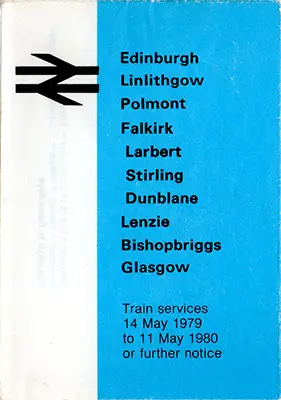 Edinburgh
Linlithgow
Polmont
Falkirk
Larbert
Stirling
Dunblane
Lenzie
Bishopbriggs
Glasgow
Train services
14 May 1979
to 11 May 1980
or further notice